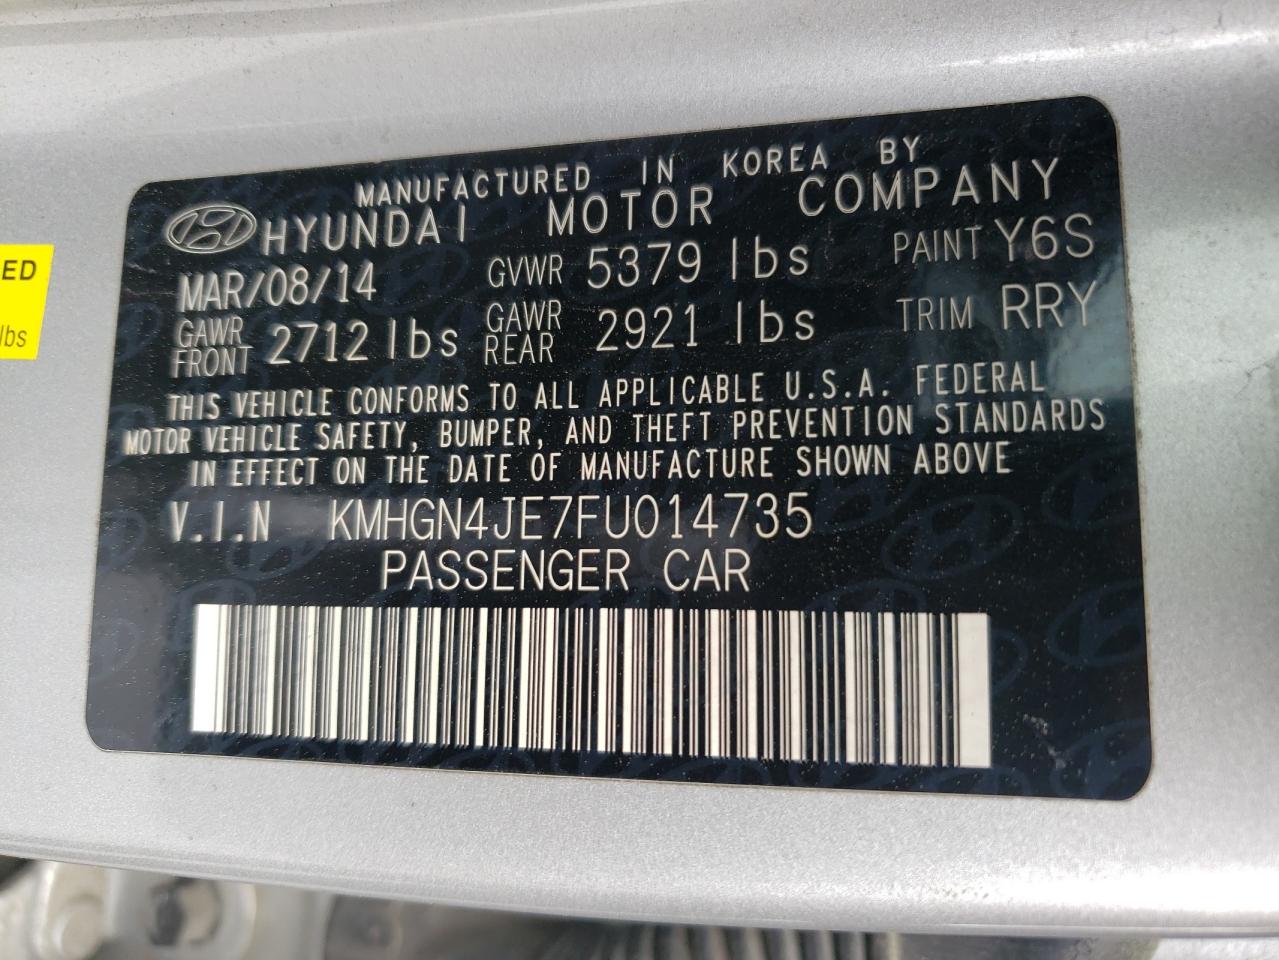 MANUFACTURED IN KOREA BY
HYUNDAI MOTOR COMPANY
MAR/08/14 GVWR 5379 lbs PAINT Y6S
GAWR FRONT 2712 lbs GAWR REAR 2921 lbs TRIM RRY
THIS VEHICLE CONFORMS TO ALL APPLICABLE U.S.A. FEDERAL
MOTOR VEHICLE SAFETY, BUMPER, AND THEFT PREVENTION STANDARDS
IN EFFECT ON THE DATE OF MANUFACTURE SHOWN ABOVE
V.I.N KMHGN4JE7FU014735
PASSENGER CAR
ED
lbs